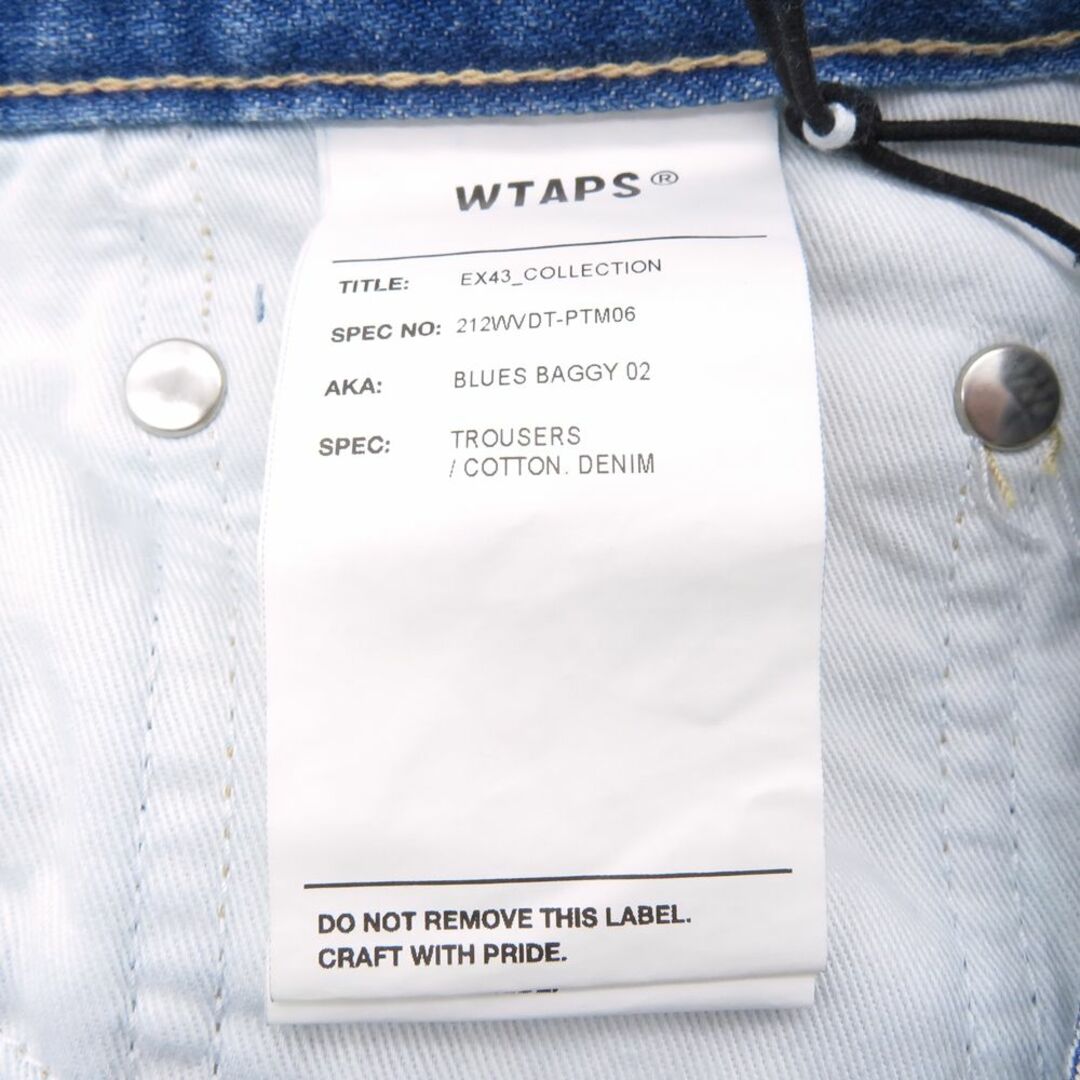 WTAPS®
TITLE: EX43_COLLECTION
SPEC NO: 212WVDT-PTM06
AKA: BLUES BAGGY 02
SPEC: TROUSERS
/ COTTON. DENIM
DO NOT REMOVE THIS LABEL.
CRAFT WITH PRIDE.